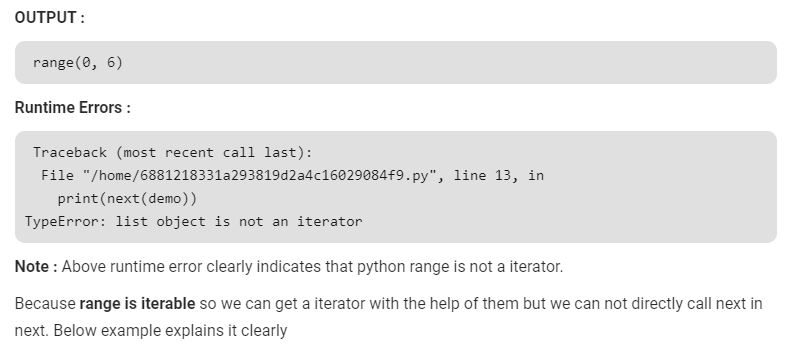 OUTPUT :
range(0, 6)
Runtime Errors :
Traceback (most recent call last):
File "/home/6881218331a293819d2a4c16029084f9.py", line 13, in
print(next(demo))
TypeError: list object is not an iterator
Note : Above runtime error clearly indicates that python range is not a iterator.
Because range is iterable so we can get a iterator with the help of them but we can not directly call next in
next. Below example explains it clearly